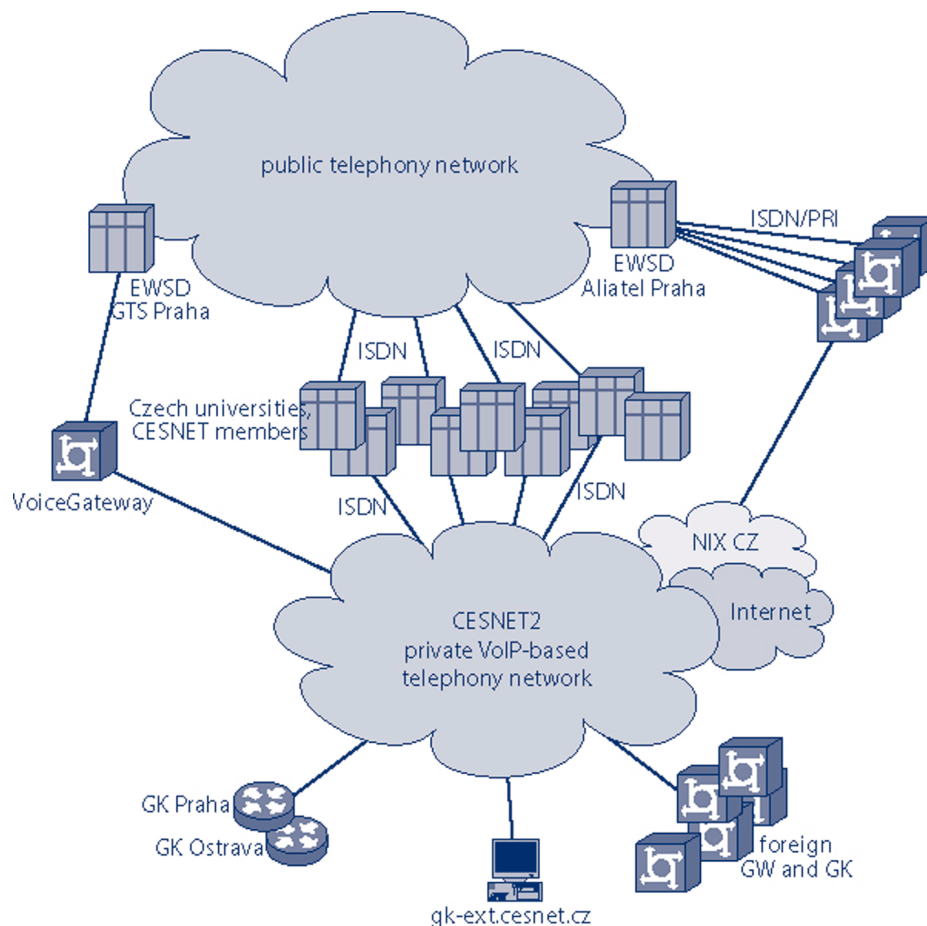 public telephony network
ISDN/PRI
EWSD
GTS Praha
EWSD
Aliatel Praha
ISDN
ISDN
Czech universities,
CESNET members
VoiceGateway
ISDN
ISDN
NIX CZ
Internet
CESNET2
private VoIP-based
telephony network
GK Praha
GK Ostrava
foreign
GW and GK
gk-ext.cesnet.cz